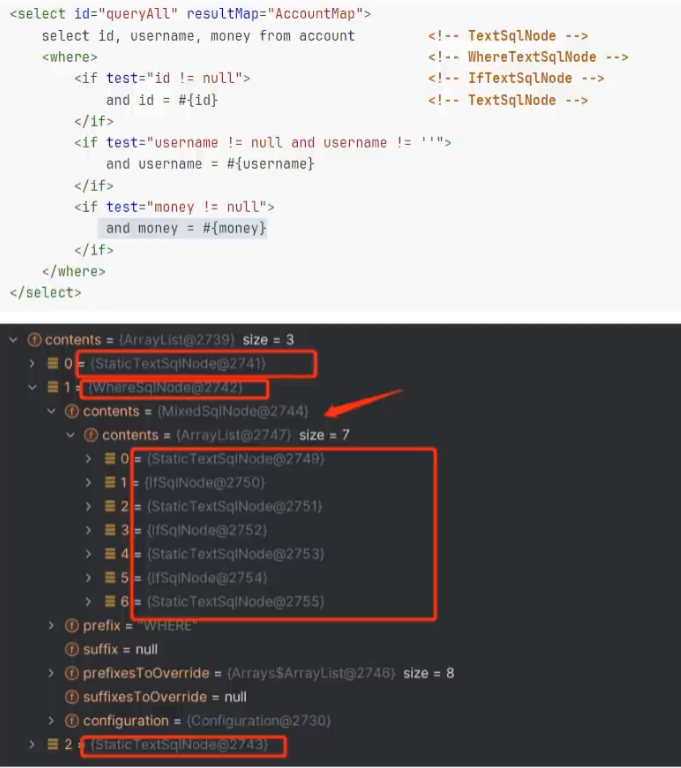 <select id="queryAll" resultMap="AccountMap">
select id, username, money from account <!-- TextSqlNode -->
<where> <!-- WhereTextSqlNode -->
<if test="id != null"> <!-- IfTextSqlNode -->
and id = #{id} <!-- TextSqlNode -->
</if>
<if test="username != null and username != ''">
and username = #{username}
</if>
<if test="money != null">
and money = #{money}
</if>
</where>
</select>
contents = {ArrayList@2739} size = 3
0 = {StaticTextSqlNode@2741}
1 = {WhereSqlNode@2742}
contents = {MixedSqlNode@2744}
contents = {ArrayList@2747} size = 7
0 = {StaticTextSqlNode@2749}
1 = {IfSqlNode@2750}
2 = {StaticTextSqlNode@2751}
3 = {IfSqlNode@2752}
4 = {StaticTextSqlNode@2753}
5 = {IfSqlNode@2754}
6 = {StaticTextSqlNode@2755}
prefix = "WHERE"
suffix = null
prefixesToOverride = {Arrays$ArrayList@2746} size = 8
suffixesToOverride = null
configuration = {Configuration@2730}
2 = {StaticTextSqlNode@2743}